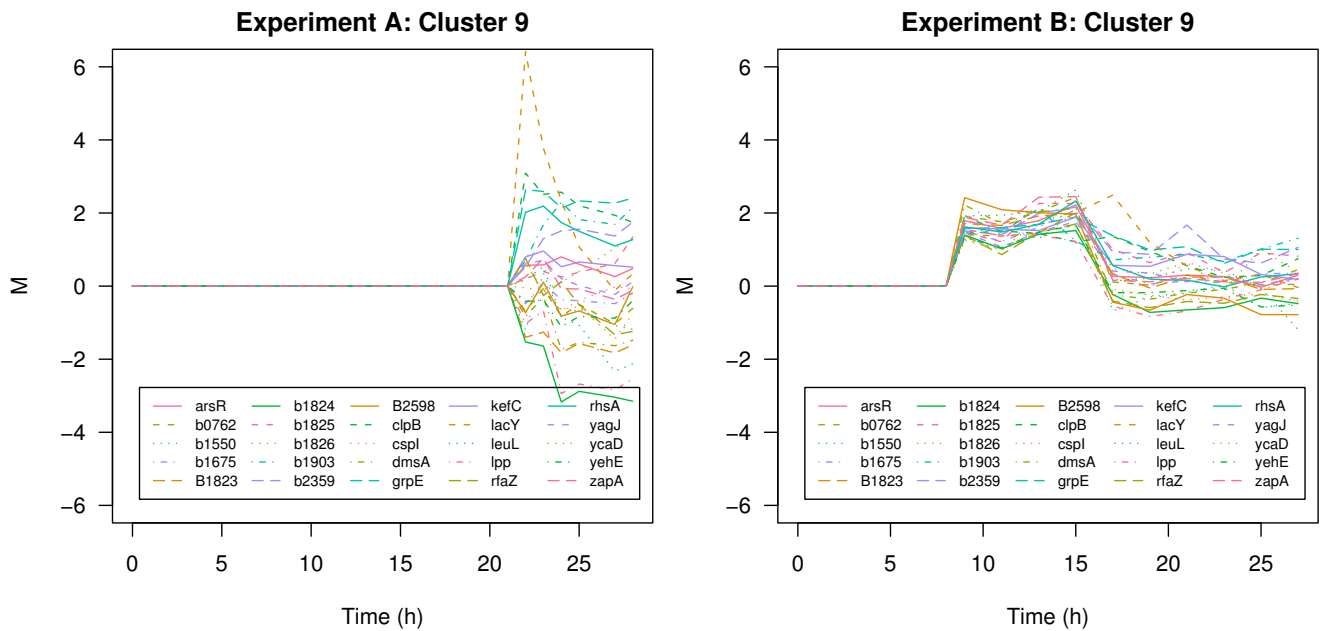 Experiment A: Cluster 9
M
6
4
2
0
−2
−4
−6
arsR b1824 B2598 kefC rhsA
b0762 b1825 clpB lacY yagJ
b1550 b1826 cspI leuL ycaD
b1675 b1903 dmsA lpp yehE
B1823 b2359 grpE rfaZ zapA
0 5 10 15 20 25
Time (h)
Experiment B: Cluster 9
M
6
4
2
0
−2
−4
−6
arsR b1824 B2598 kefC rhsA
b0762 b1825 clpB lacY yagJ
b1550 b1826 cspI leuL ycaD
b1675 b1903 dmsA lpp yehE
B1823 b2359 grpE rfaZ zapA
0 5 10 15 20 25
Time (h)